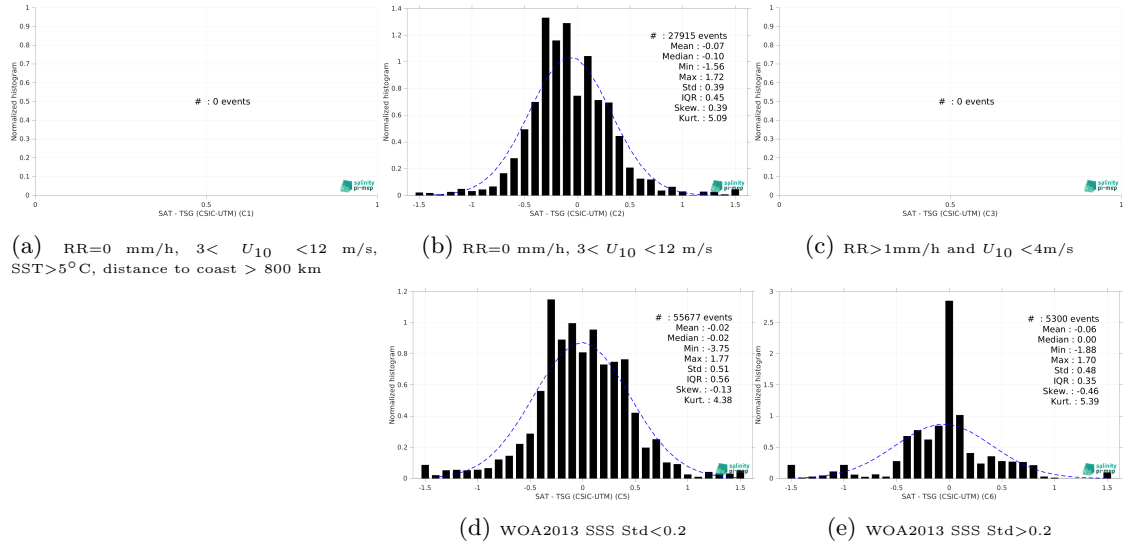 1
0.9
0.8
0.7
0.6
0.5
0.4
0.3
0.2
0.1
0
Normalized histogram
# : 0 events
0 0.5 1
SAT - TSG (CSIC-UTM) (C1)
salinity
pi-mep
(a) RR=0 mm/h, 3< U10 <12 m/s,
SST>5°C, distance to coast > 800 km
1.4
1.2
1
0.8
0.6
0.4
0.2
0
Normalized histogram
# : 27915 events
Mean : -0.07
Median : -0.10
Min : -1.56
Max : 1.72
Std : 0.39
IQR : 0.45
Skew. : 0.39
Kurt. : 5.09
-1.5 -1 -0.5 0 0.5 1 1.5
SAT - TSG (CSIC-UTM) (C2)
salinity
pi-mep
(b) RR=0 mm/h, 3< U10 <12 m/s
1
0.9
0.8
0.7
0.6
0.5
0.4
0.3
0.2
0.1
0
Normalized histogram
# : 0 events
0 0.5 1
SAT - TSG (CSIC-UTM) (C3)
salinity
pi-mep
(c) RR>1mm/h and U10 <4m/s
1.2
1
0.8
0.6
0.4
0.2
0
Normalized histogram
# : 55677 events
Mean : -0.02
Median : -0.02
Min : -3.75
Max : 1.77
Std : 0.51
IQR : 0.56
Skew. : -0.13
Kurt. : 4.38
-1.5 -1 -0.5 0 0.5 1 1.5
SAT - TSG (CSIC-UTM) (C5)
salinity
pi-mep
(d) WOA2013 SSS Std<0.2
3
2.5
2
1.5
1
0.5
0
Normalized histogram
# : 5300 events
Mean : -0.06
Median : 0.00
Min : -1.88
Max : 1.70
Std : 0.48
IQR : 0.35
Skew. : -0.46
Kurt. : 5.39
-1.5 -1 -0.5 0 0.5 1 1.5
SAT - TSG (CSIC-UTM) (C6)
salinity
pi-mep
(e) WOA2013 SSS Std>0.2